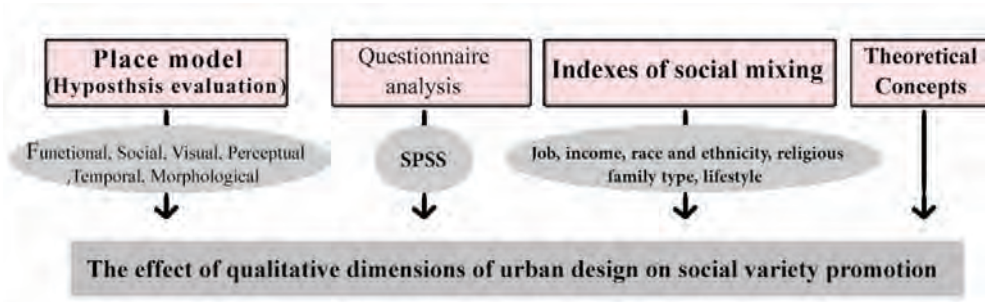 Place model
(Hyposthsis evaluation)
Questionnaire
analysis
Indexes of social mixing
Theoretical
Concepts
Functional, Social, Visual, Perceptual
,Temporal, Morphological
SPSS
Job, income, race and ethnicity, religious
family type, lifestyle
The effect of qualitative dimensions of urban design on social variety promotion